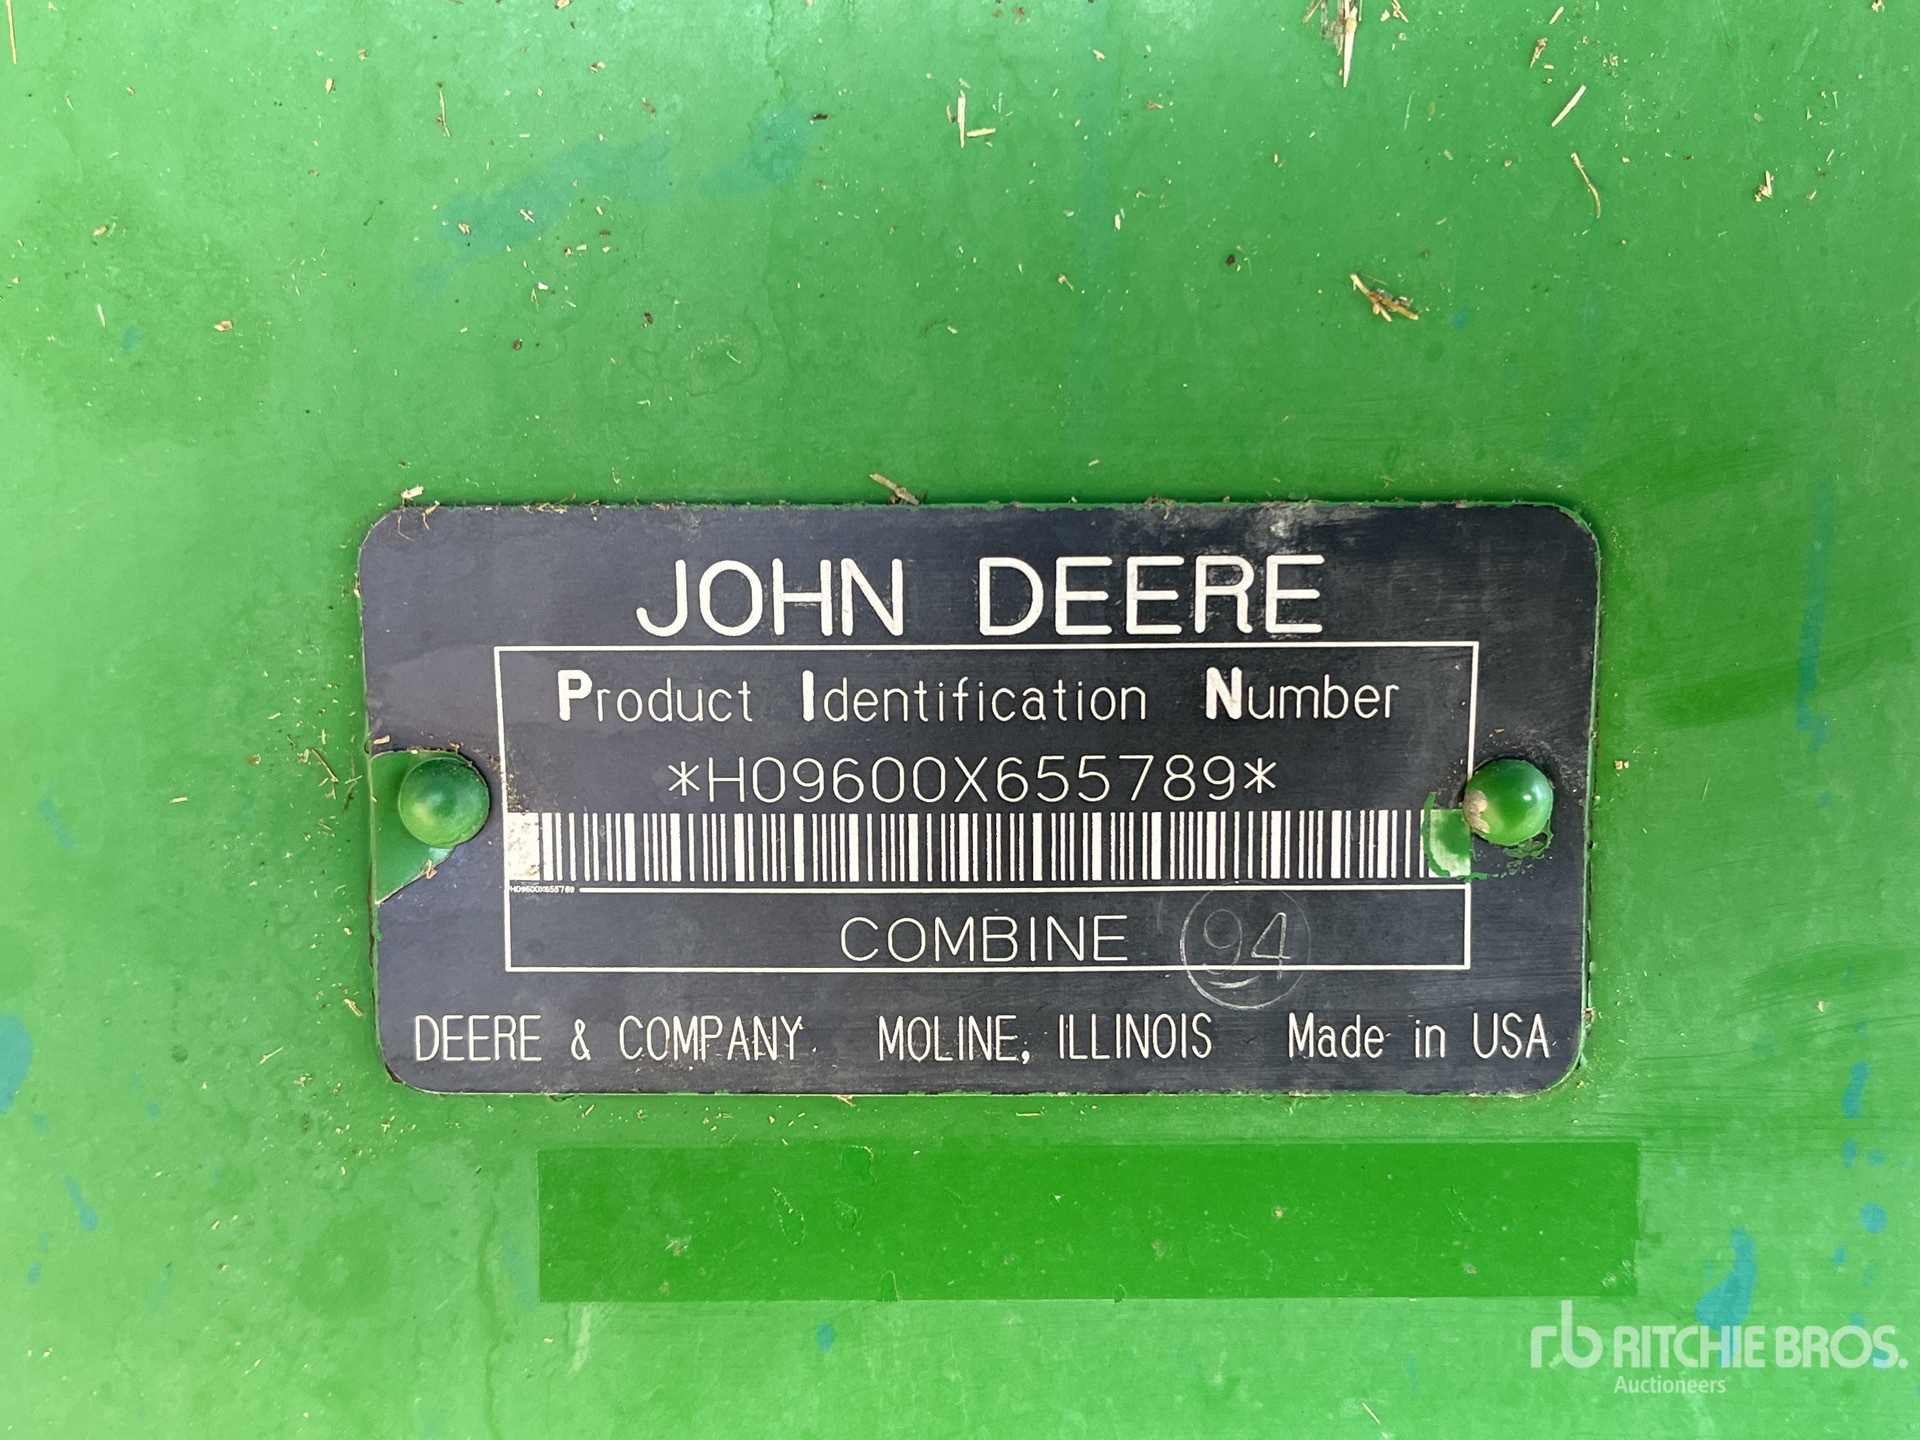 JOHN DEERE
Product Identification Number
*H09600X655789*
H09600X655789
COMBINE 94
DEERE & COMPANY MOLINE, ILLINOIS Made in USA
rb RITCHIE BROS.
Auctioneers